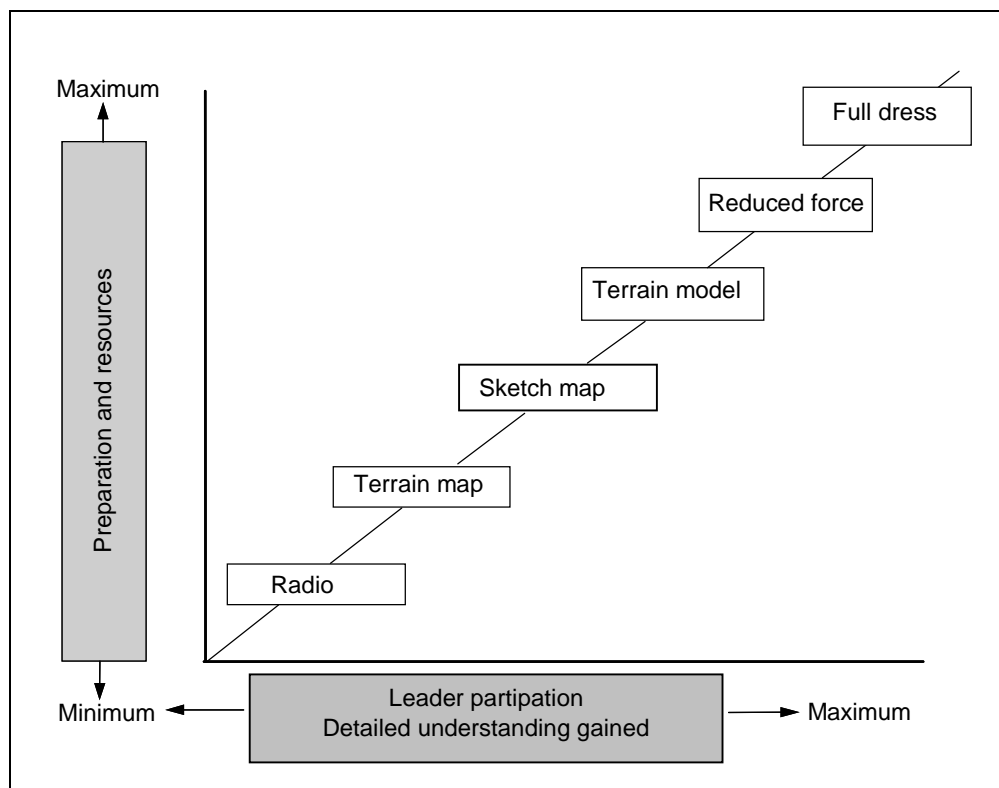 Maximum
Full dress
Reduced force
Terrain model
Sketch map
Terrain map
Radio
Preparation and resources
Minimum
Leader partipation
Detailed understanding gained
Maximum